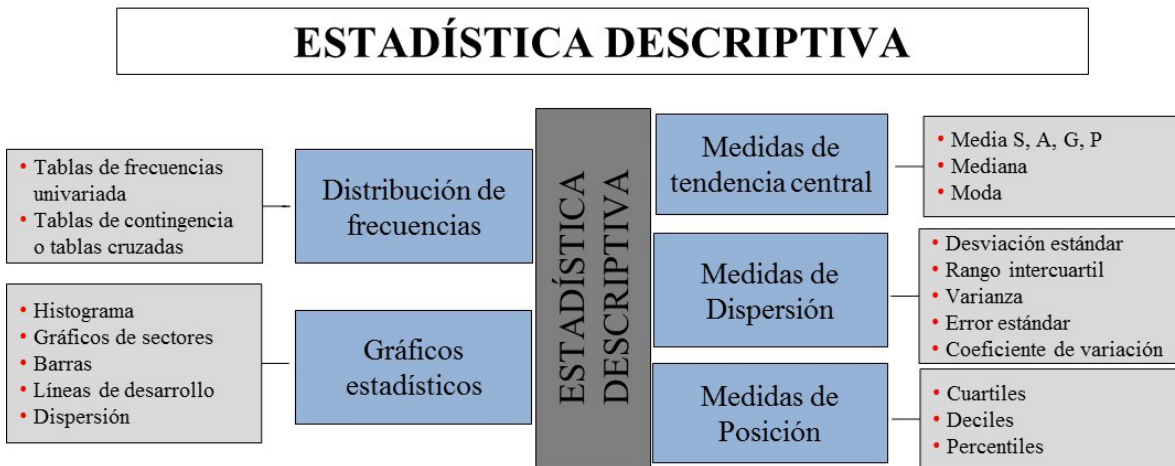 ESTADÍSTICA DESCRIPTIVA
• Tablas de frecuencias
univariada
• Tablas de contingencia
o tablas cruzadas
Distribución de
frecuencias
• Histograma
• Gráficos de sectores
• Barras
• Líneas de desarrollo
• Dispersión
Gráficos
estadísticos
ESTADÍSTICA
DESCRIPTIVA
Medidas de
tendencia central
• Media S, A, G, P
• Mediana
• Moda
Medidas de
Dispersión
• Desviación estándar
• Rango intercuartil
• Varianza
• Error estándar
• Coeficiente de variación
Medidas de
Posición
• Cuartiles
• Deciles
• Percentiles